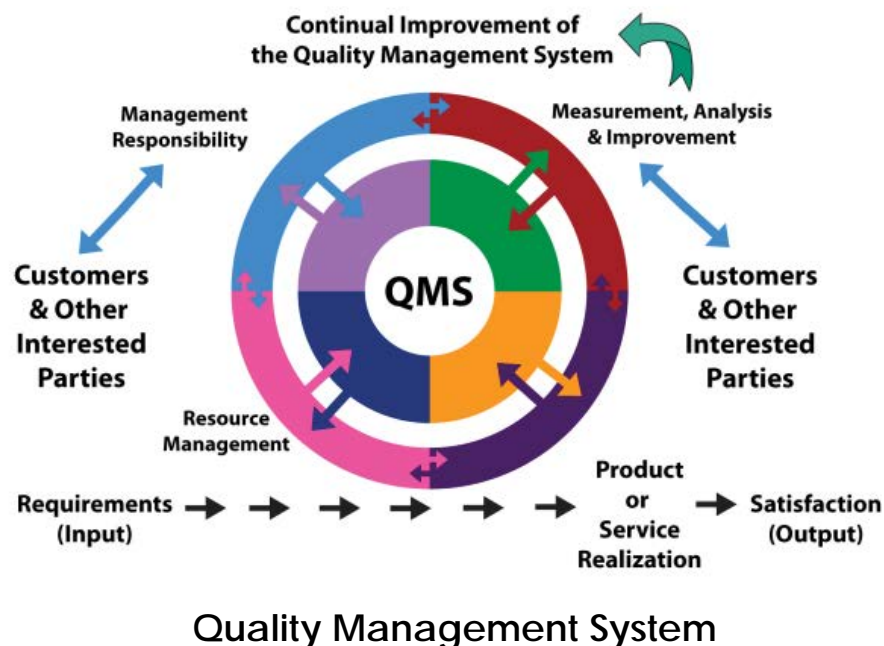 Continual Improvement of
the Quality Management System
Management
Responsibility
Measurement, Analysis
& Improvement
Customers
& Other
Interested
Parties
QMS
Customers
& Other
Interested
Parties
Resource
Management
Requirements
(Input)
Product
or
Service
Realization
Satisfaction
(Output)
Quality Management System